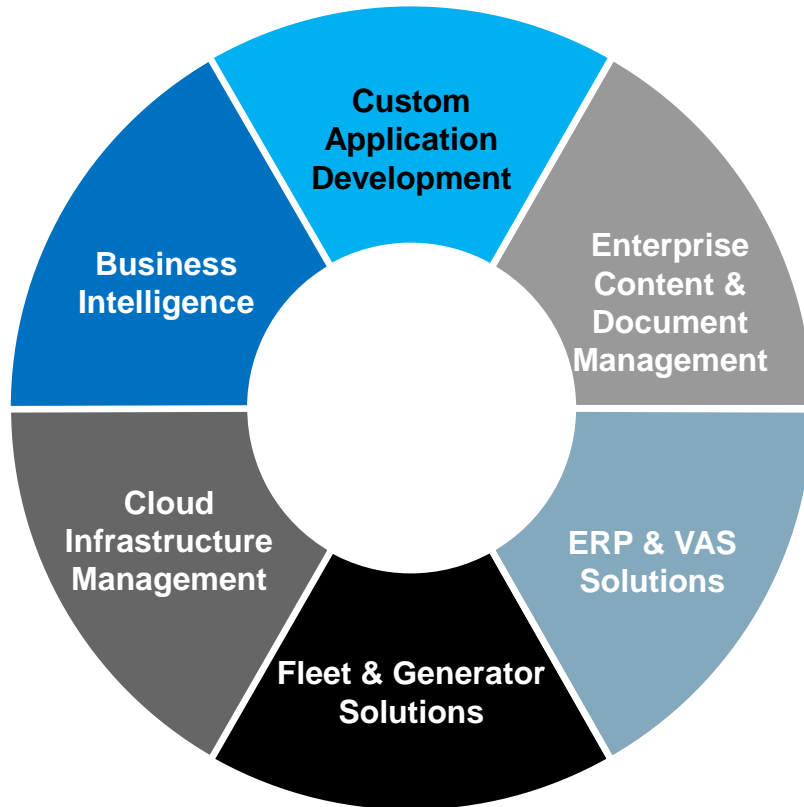 Custom
Application
Development
Enterprise
Content &
Document
Management
ERP & VAS
Solutions
Fleet & Generator
Solutions
Cloud
Infrastructure
Management
Business
Intelligence